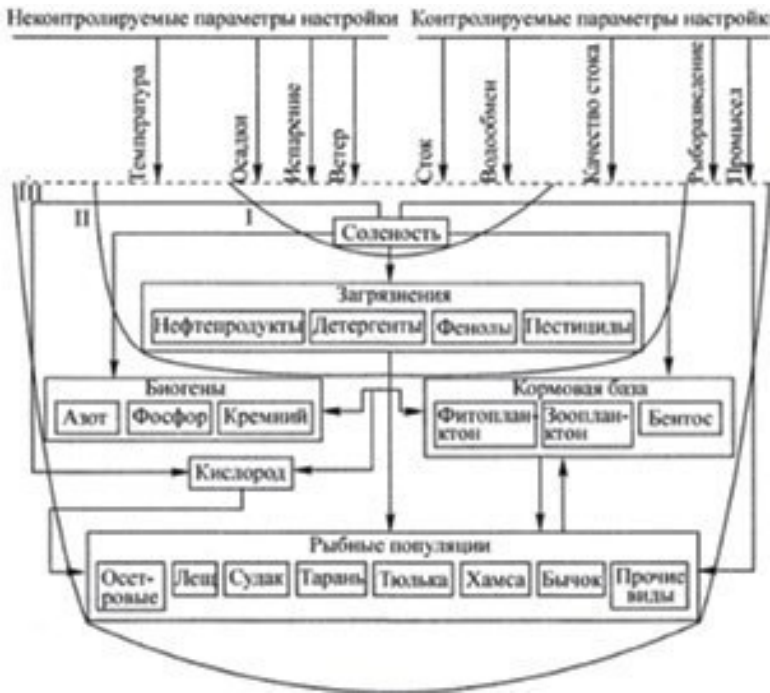 Неконтролируемые параметры настройки
Контролируемые параметры настройк
Температура
Осадки
Испарение
Ветер
Сток
Водообмен
Качество стока
Рыборазведение
Промысел
III
II
I
Соленость
Загрязнения
Нефтепродукты
Детергенты
Фенолы
Пестициды
Биогены
Азот
Фосфор
Кремний
Кормовая база
Фитоплан-
ктон
Зооплан-
ктон
Бентос
Кислород
Рыбные популяции
Осет-
ровые
Лещ
Судак
Тарань
Тюлька
Хамса
Бычок
Прочие
виды